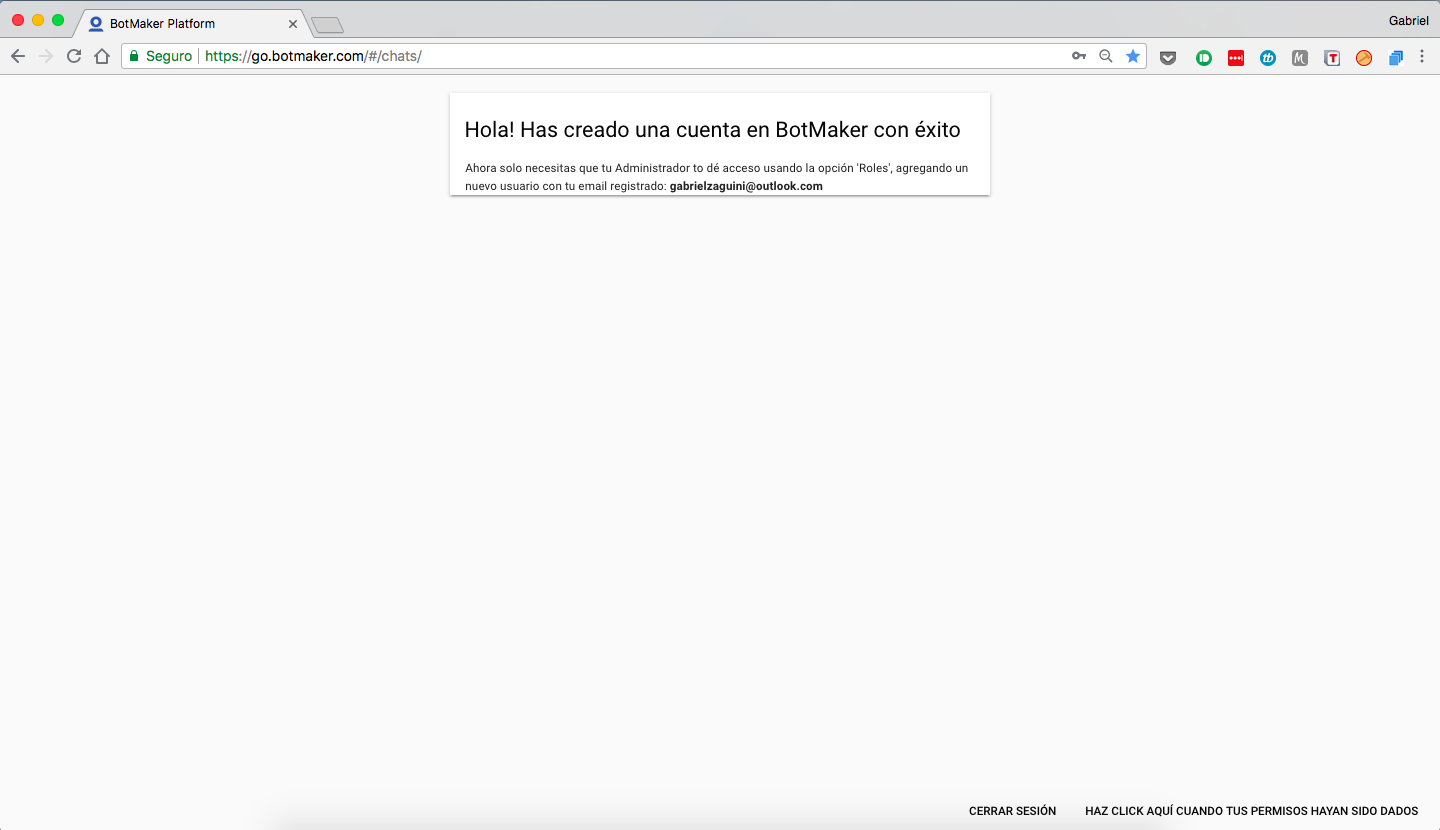 BotMaker Platform
Gabriel
Seguro https://go.botmaker.com/#/chats/
Hola! Has creado una cuenta en BotMaker con éxito
Ahora solo necesitas que tu Administrador to dé acceso usando la opción 'Roles', agregando un
nuevo usuario con tu email registrado: gabrielzaguini@outlook.com
CERRAR SESIÓN HAZ CLICK AQUÍ CUANDO TUS PERMISOS HAYAN SIDO DADOS